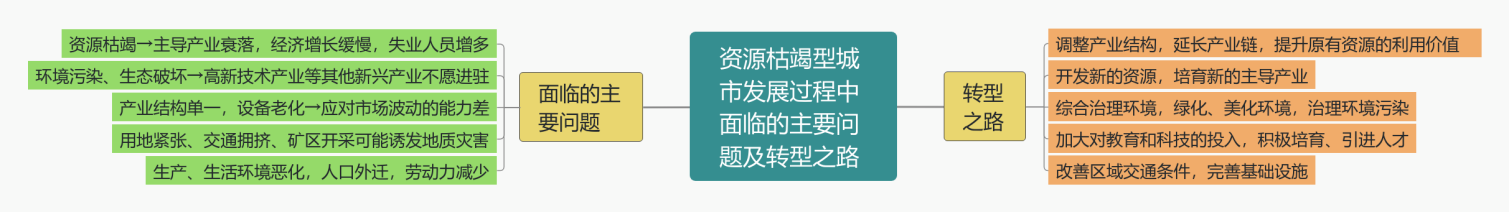 资源枯竭→主导产业衰落，经济增长缓慢，失业人员增多
环境污染、生态破坏→高新技术产业等其他新兴产业不愿进驻
产业结构单一，设备老化→应对市场波动的能力差
用地紧张、交通拥挤、矿区开采可能诱发地质灾害
生产、生活环境恶化，人口外迁，劳动力减少
面临的主
要问题
资源枯竭型城
市发展过程中
面临的主要问
题及转型之路
转型
之路
调整产业结构，延长产业链，提升原有资源的利用价值
开发新的资源，培育新的主导产业
综合治理环境，绿化、美化环境，治理环境污染
加大对教育和科技的投入，积极培育、引进人才
改善区域交通条件，完善基础设施